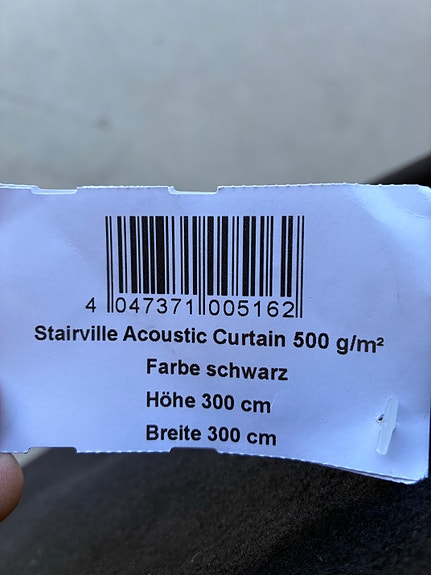 4 047371 005162
Stairville Acoustic Curtain 500 g/m²
Farbe schwarz
Höhe 300 cm
Breite 300 cm